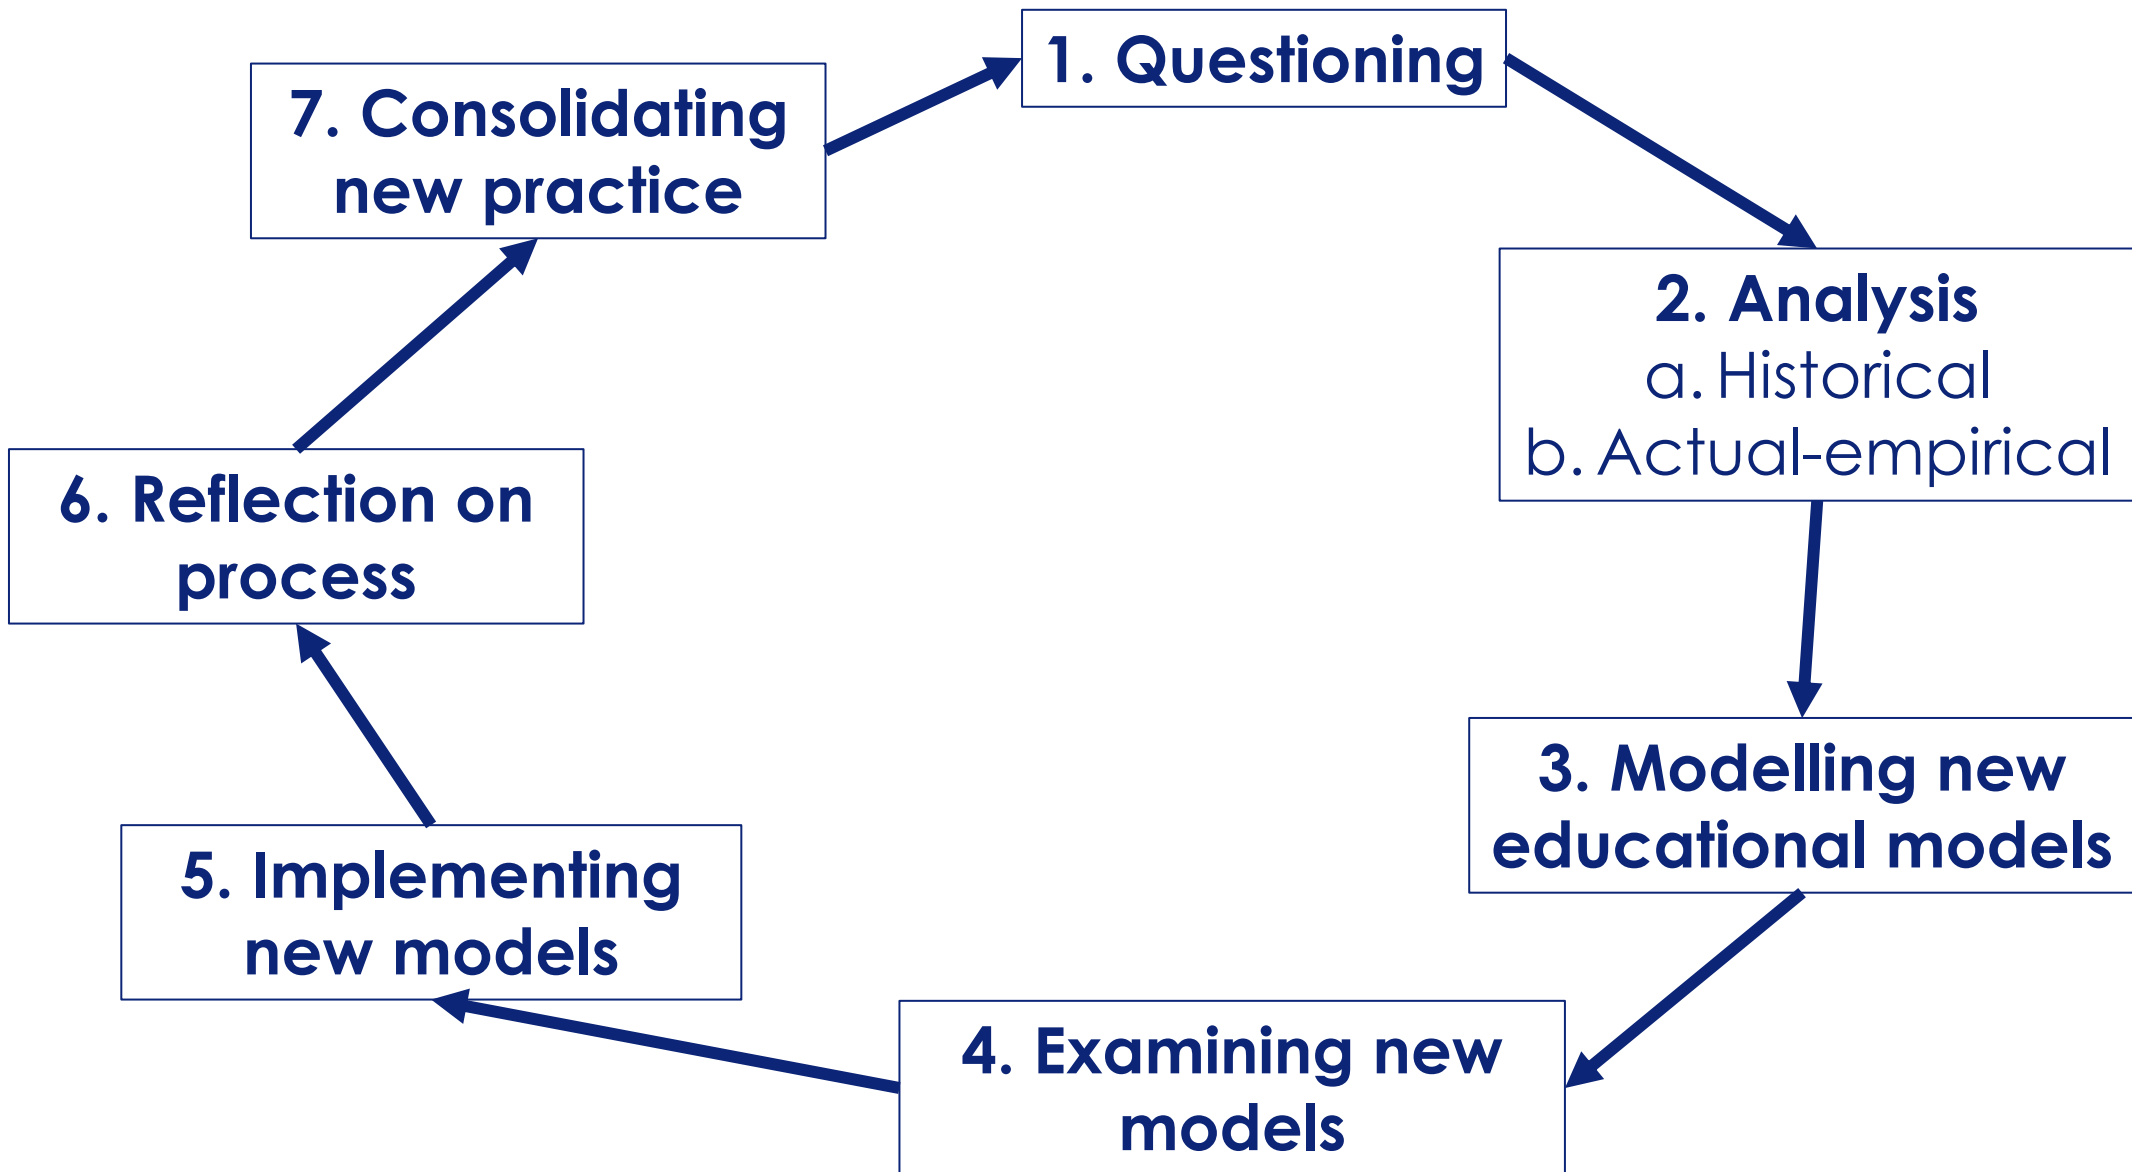 1. Questioning
2. Analysis
a. Historical
b. Actual-empirical
3. Modelling new
educational models
4. Examining new
models
5. Implementing
new models
6. Reflection on
process
7. Consolidating
new practice